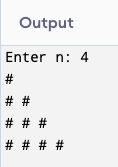 Output
Enter n: 4
#
# #
# # #
# # # #